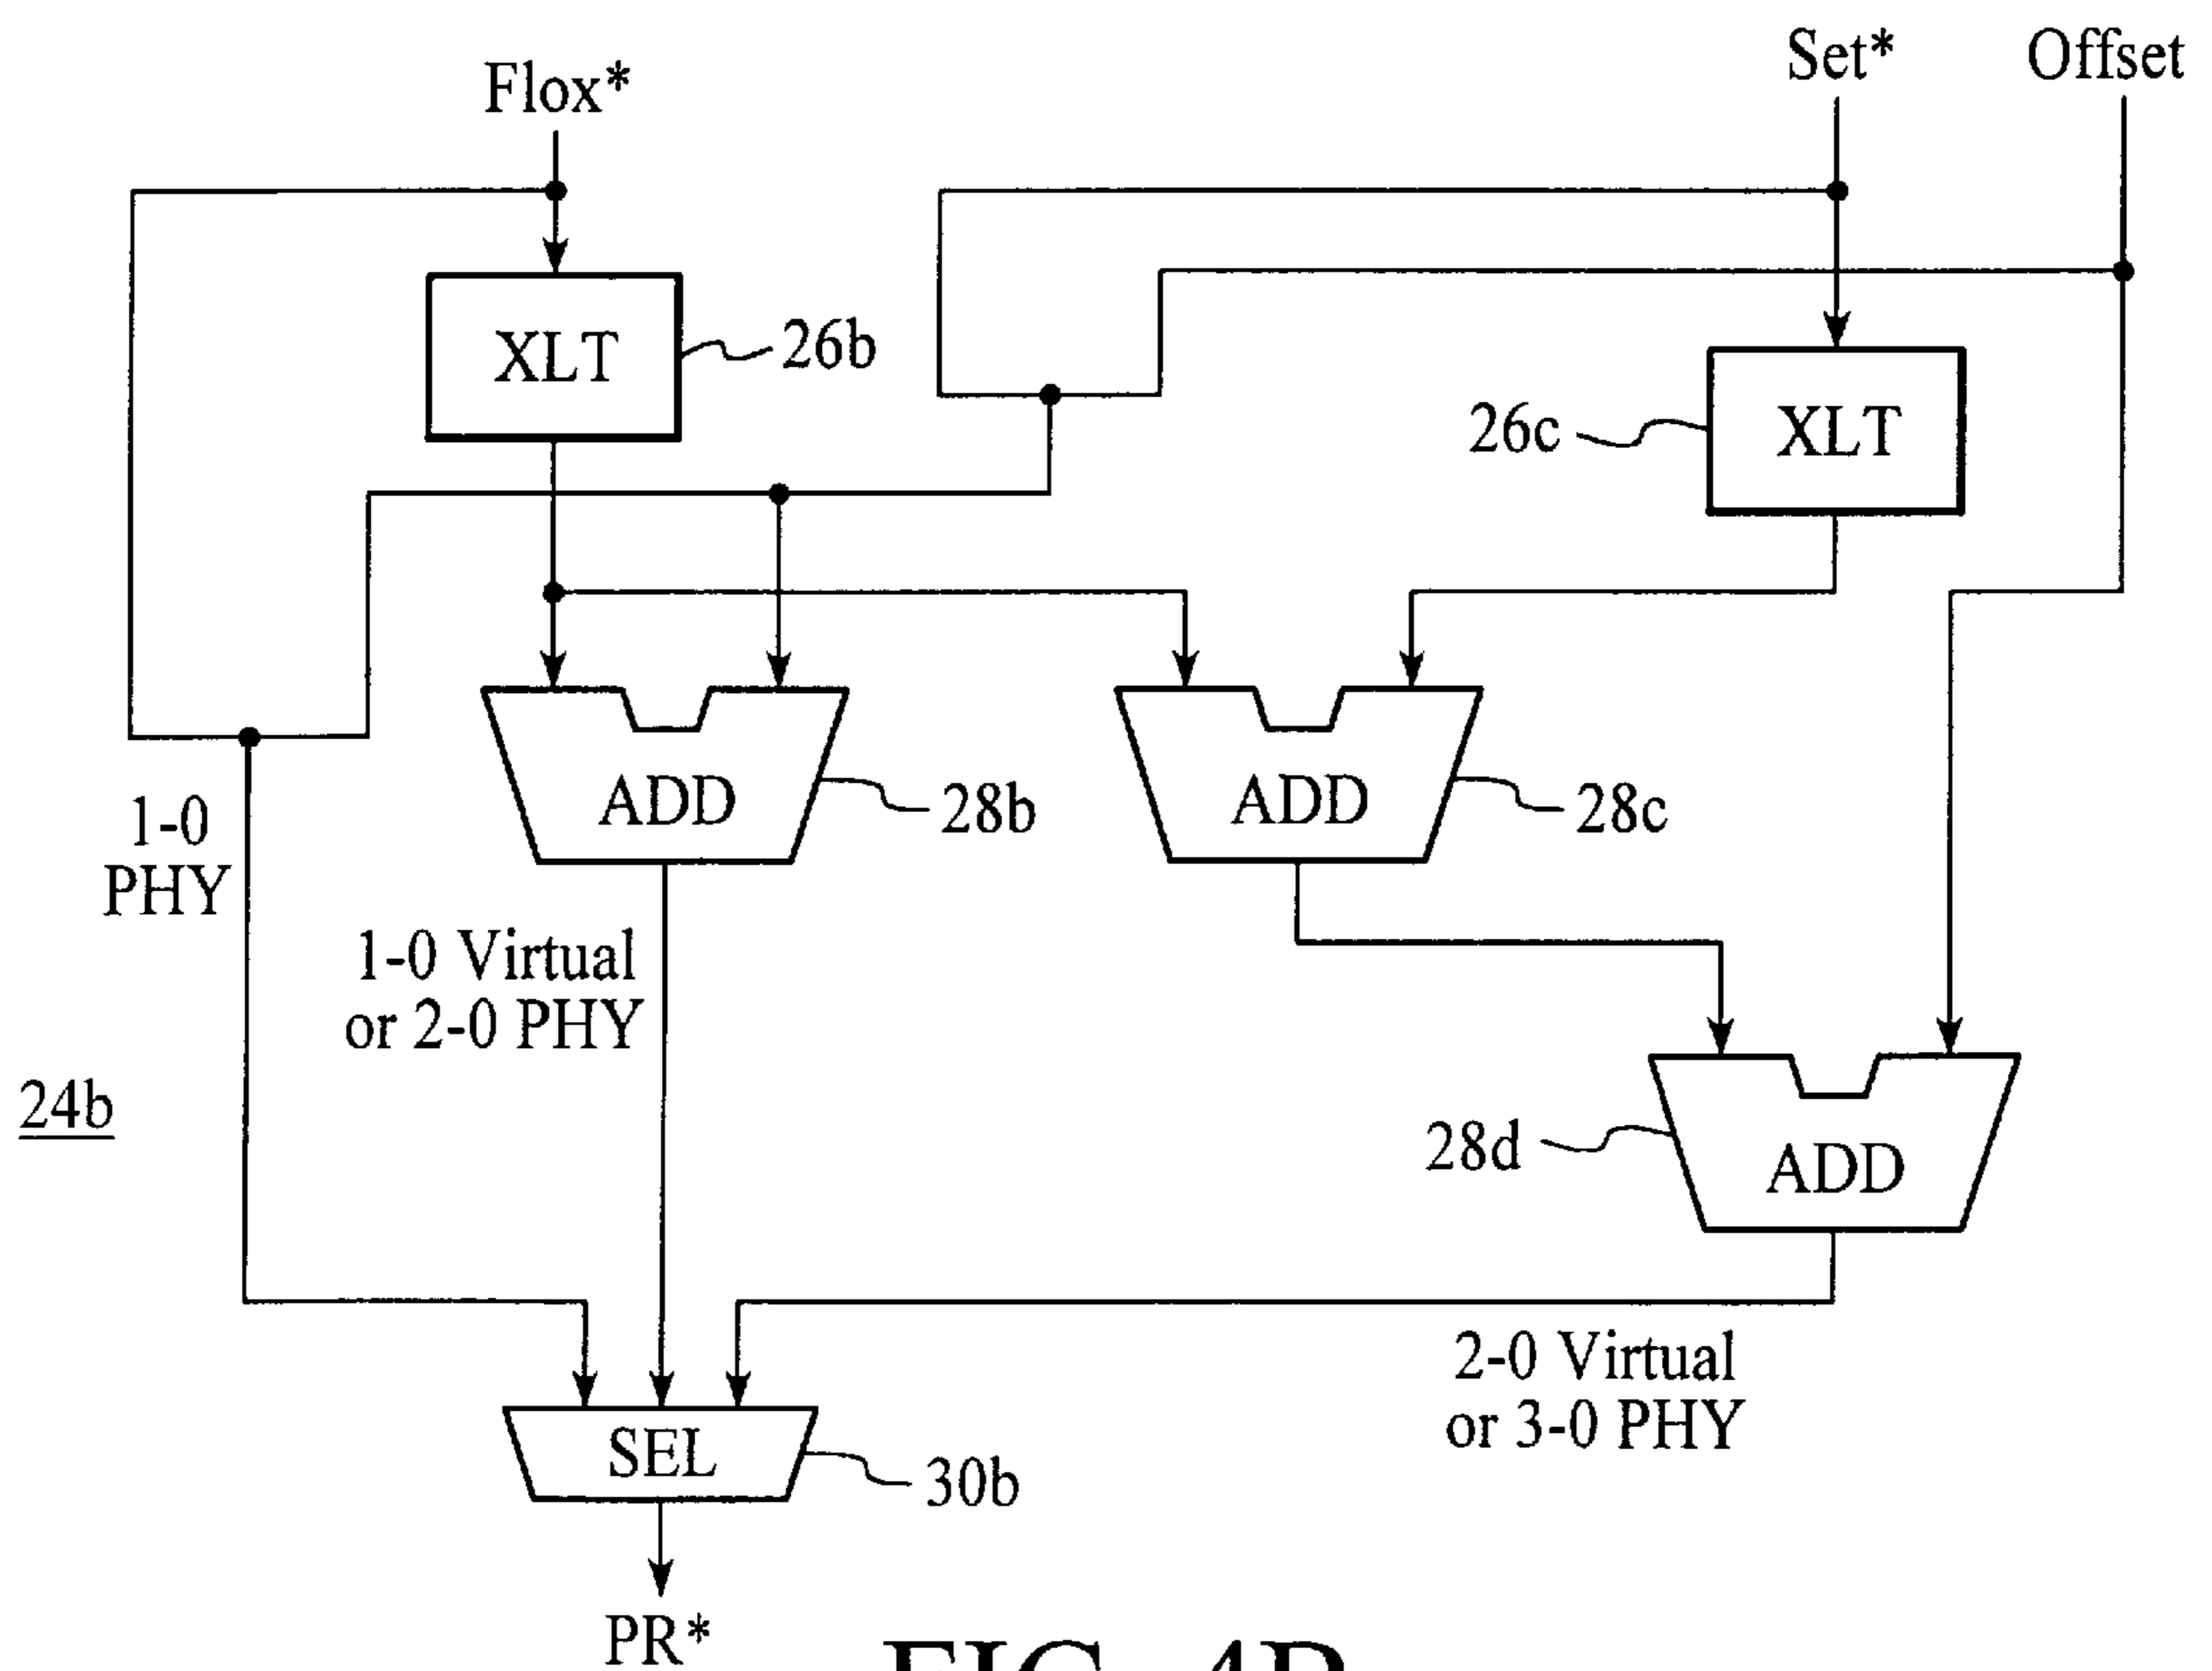 Flox*
Set*
Offset
XLT
26b
26c
XLT
ADD
28b
ADD
28c
1-0
PHY
1-0 Virtual
or 2-0 PHY
24b
28d
ADD
2-0 Virtual
or 3-0 PHY
SEL
30b
PR*